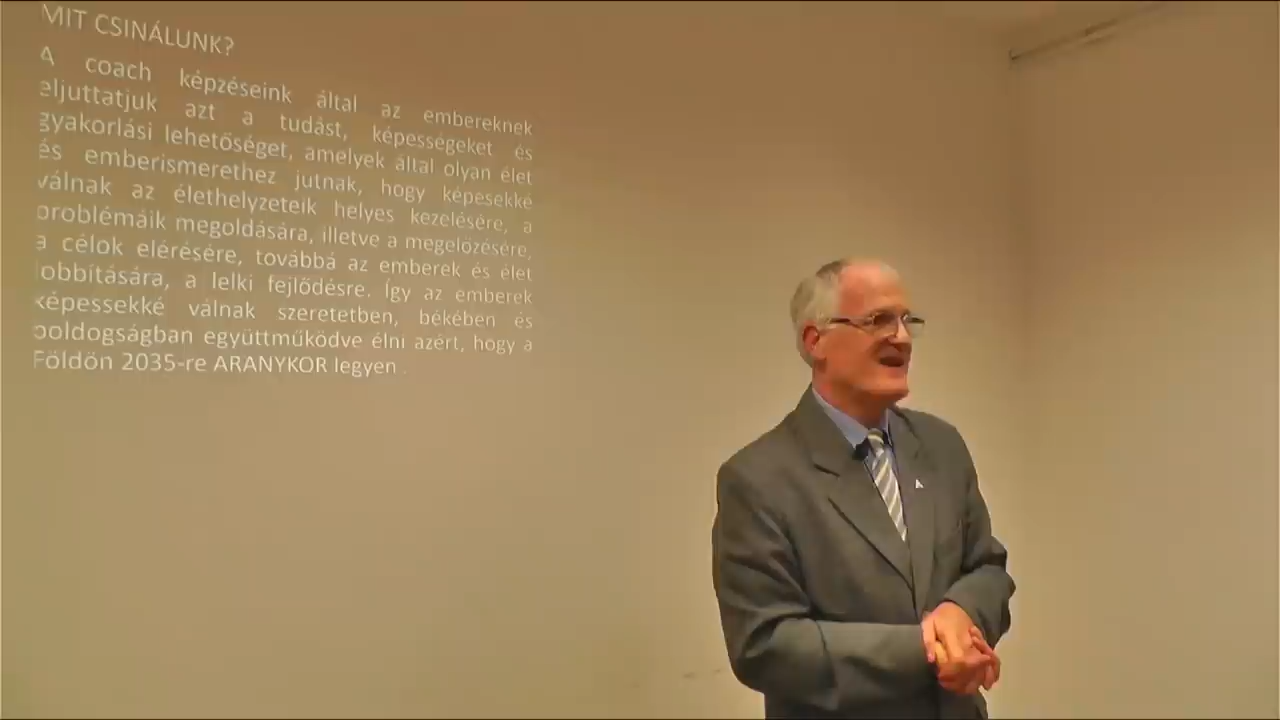 MIT CSINÁLUNK?
A coach képzéseink által az embereknek
eljuttatjuk azt a tudást, képességeket és
gyakorlási lehetőséget, amelyek által olyan élet
és emberismerethez jutnak, hogy képesekké
válnak az élethelyzeteik helyes kezelésére, a
problémáik megoldására, illetve a megelőzésére,
a célok elérésére, továbbá az emberek és élet
jobbítására, a lelki fejlődésre. Így az emberek
képessekké válnak szeretetben, békében és
boldogságban együttműködve élni azért, hogy a
Földön 2035-re ARANYKOR legyen .